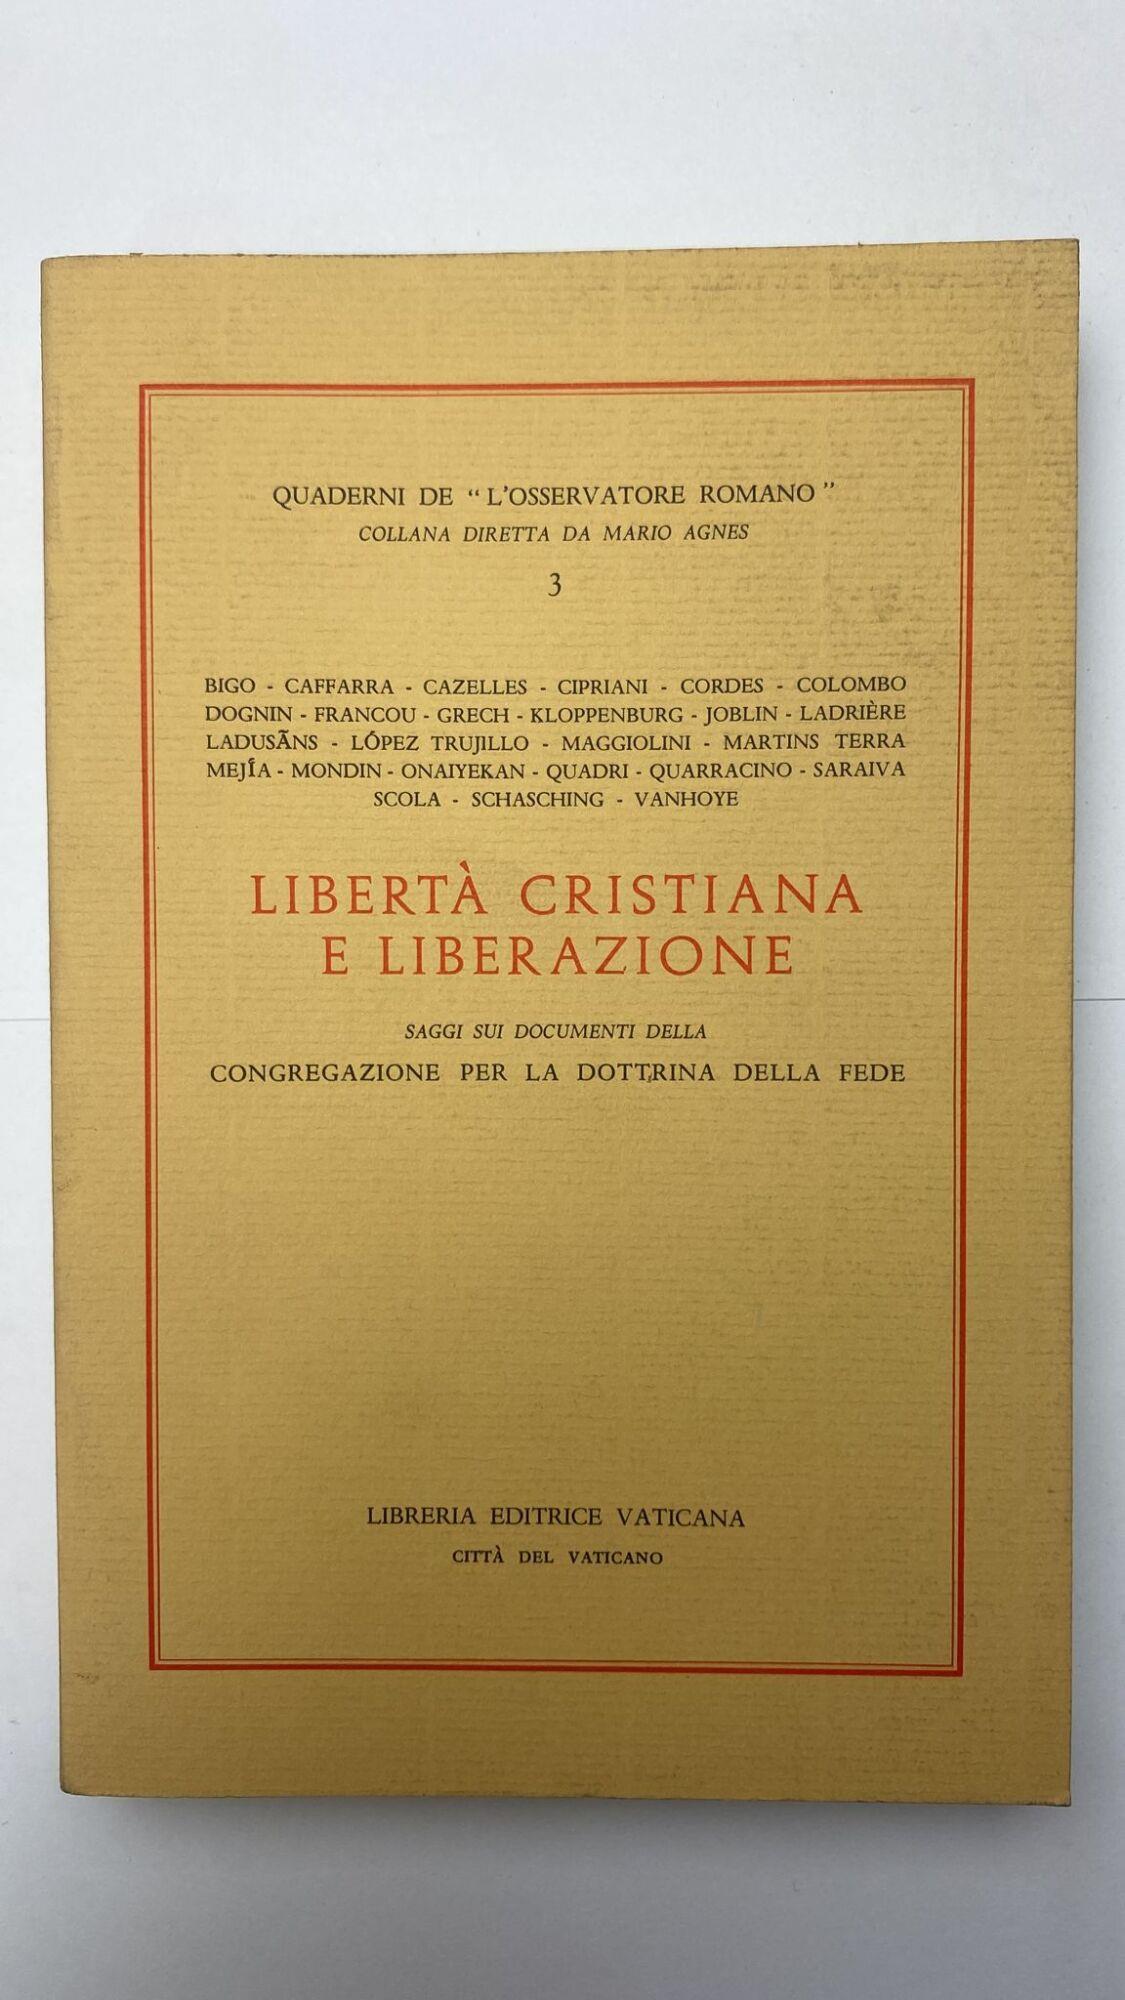 QUADERNI DE “L'OSSERVATORE ROMANO”
COLLANA DIRETTA DA MARIO AGNES
3
BIGO - CAFFARRA - CAZELLES - CIPRIANI - CORDES - COLOMBO
DOGNIN - FRANCOU - GRECH - KLOPPENBURG - JOBLIN - LADRIÈRE
LADUSÃNS - LÓPEZ TRUJILLO - MAGGIOLINI - MARTINS TERRA
MEJÍA - MONDIN - ONAIYEKAN - QUADRI - QUARRACINO - SARAIVA
SCOLA - SCHASCHING - VANHOYE
LIBERTÀ CRISTIANA
E LIBERAZIONE
SAGGI SUI DOCUMENTI DELLA
CONGREGAZIONE PER LA DOTTRINA DELLA FEDE
LIBRERIA EDITRICE VATICANA
CITTÀ DEL VATICANO